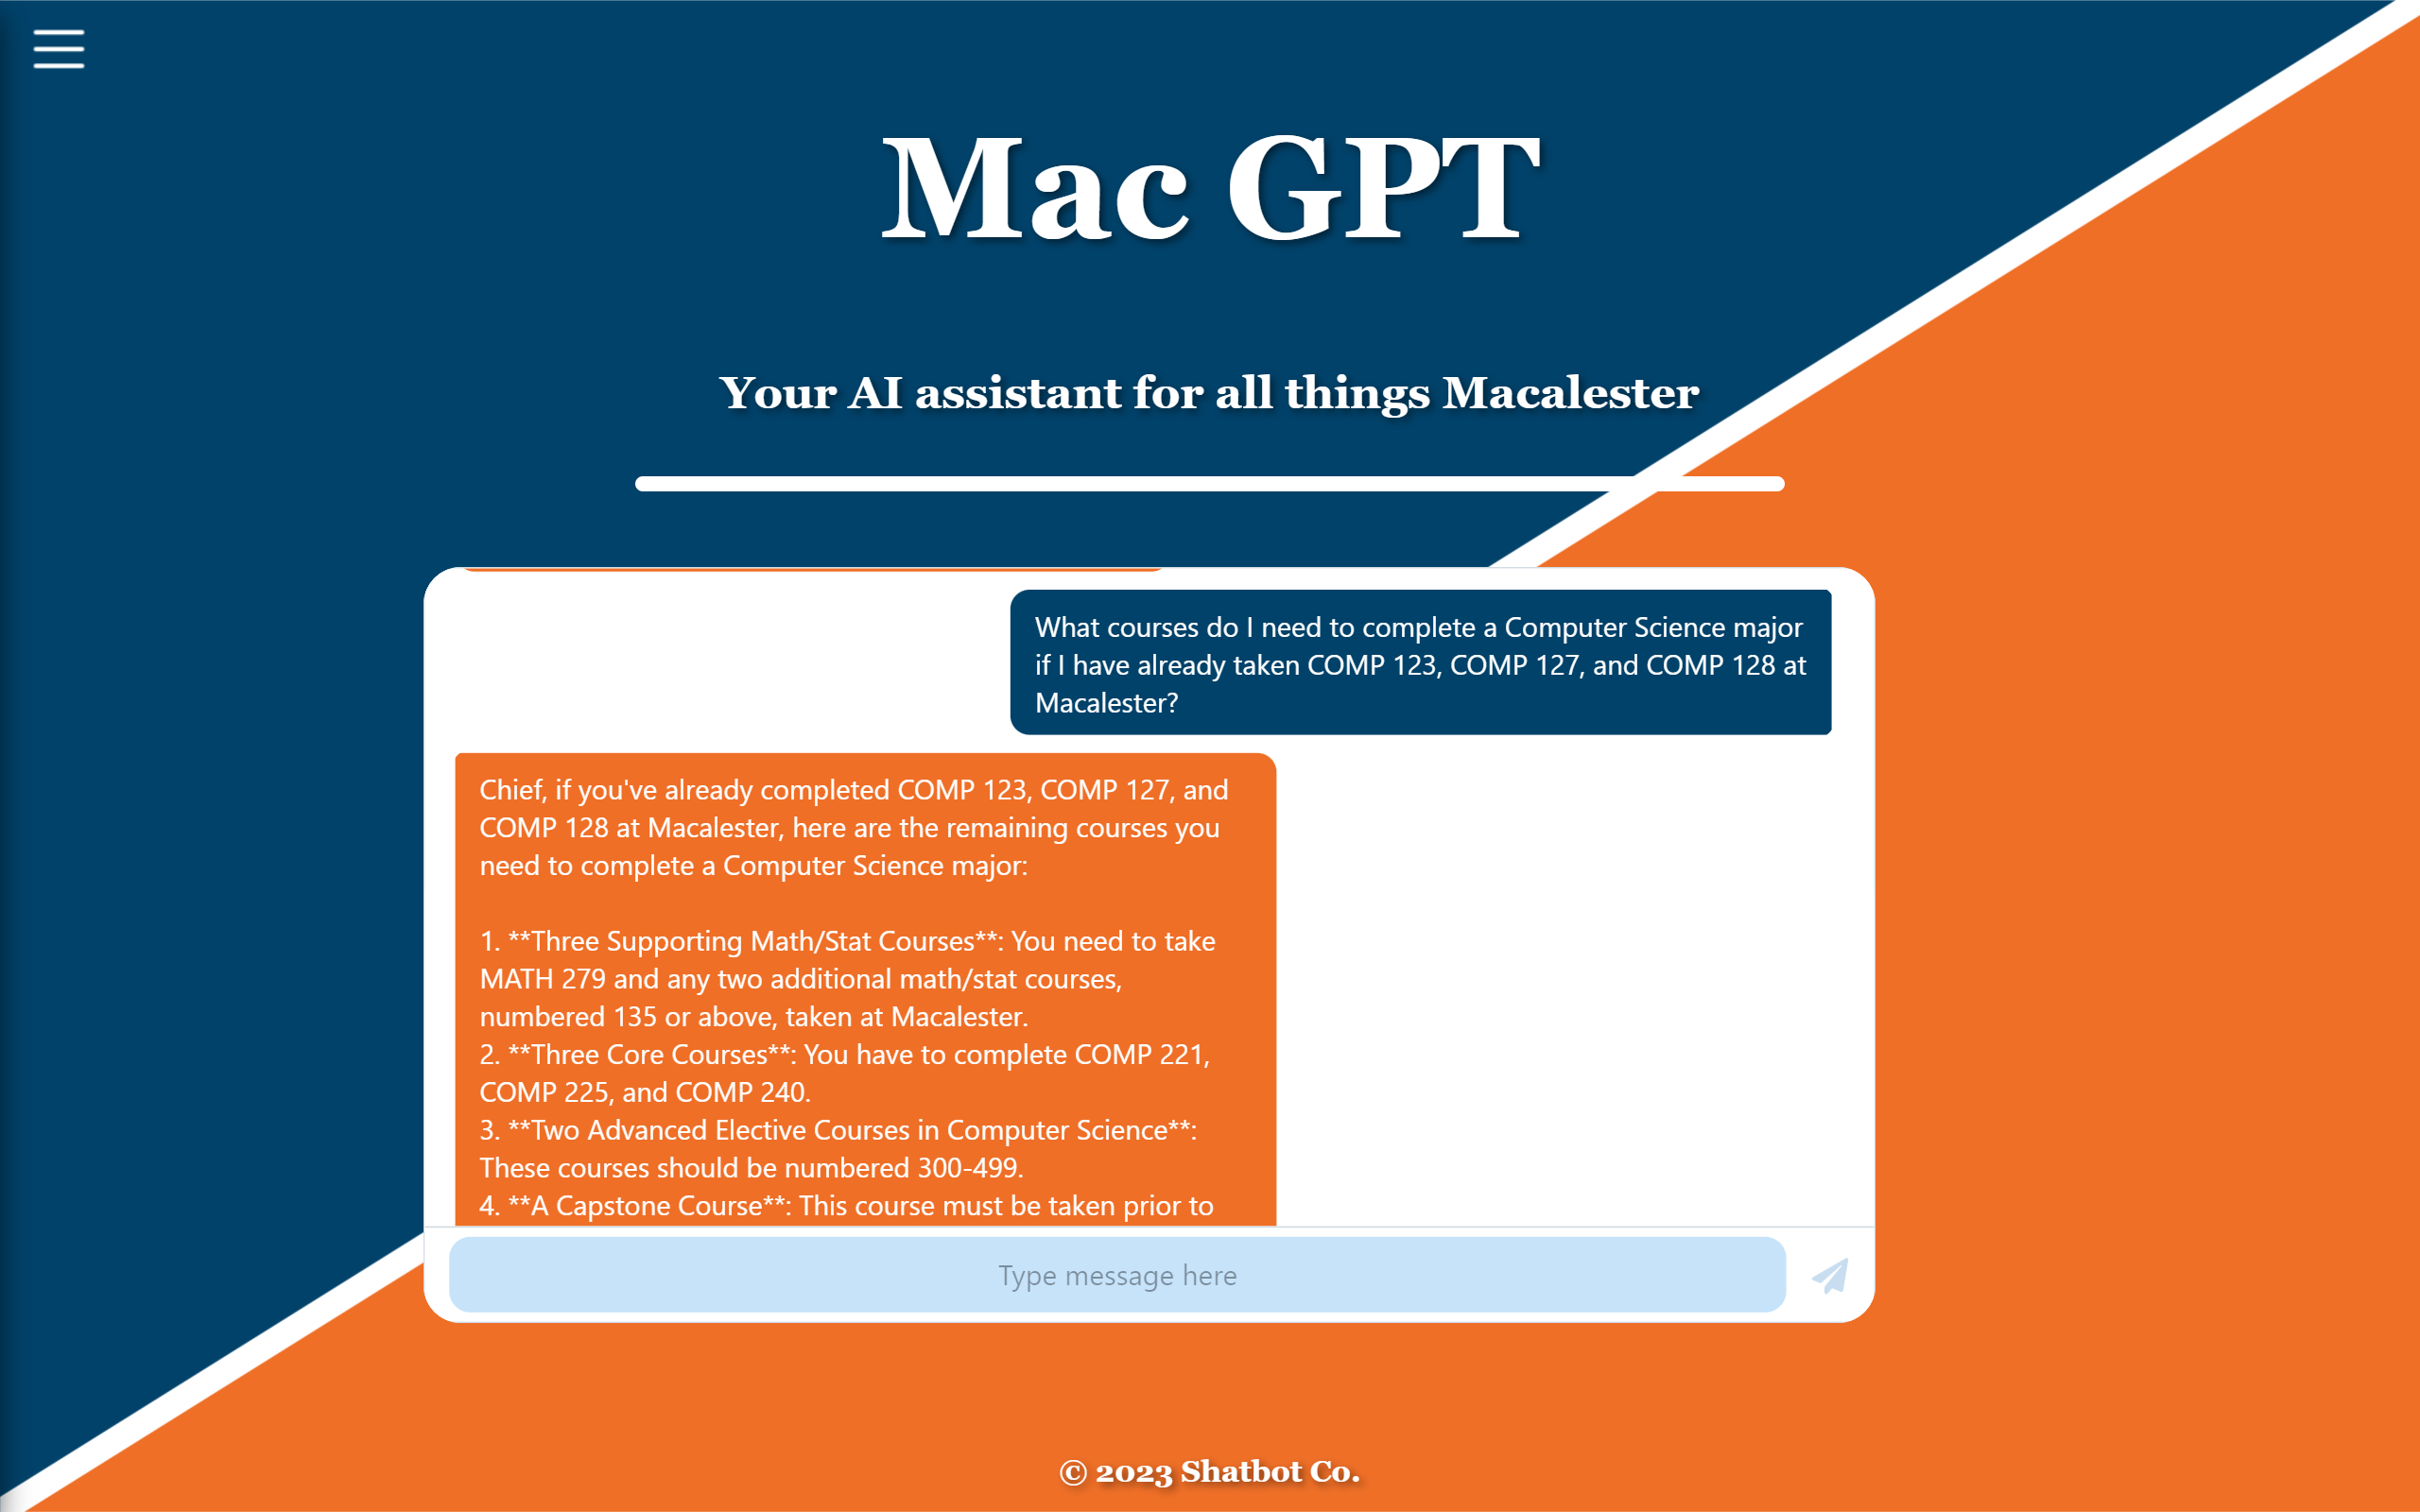 Mac GPT
Your AI assistant for all things Macalester
What courses do I need to complete a Computer Science major
if I have already taken COMP 123, COMP 127, and COMP 128 at
Macalester?
Chief, if you've already completed COMP 123, COMP 127, and
COMP 128 at Macalester, here are the remaining courses you
need to complete a Computer Science major:
1. **Three Supporting Math/Stat Courses**: You need to take
MATH 279 and any two additional math/stat courses,
numbered 135 or above, taken at Macalester.
2. **Three Core Courses**: You have to complete COMP 221,
COMP 225, and COMP 240.
3. **Two Advanced Elective Courses in Computer Science**:
These courses should be numbered 300-499.
4. **A Capstone Course**: This course must be taken prior to
Type message here
© 2023 Shatbot Co.